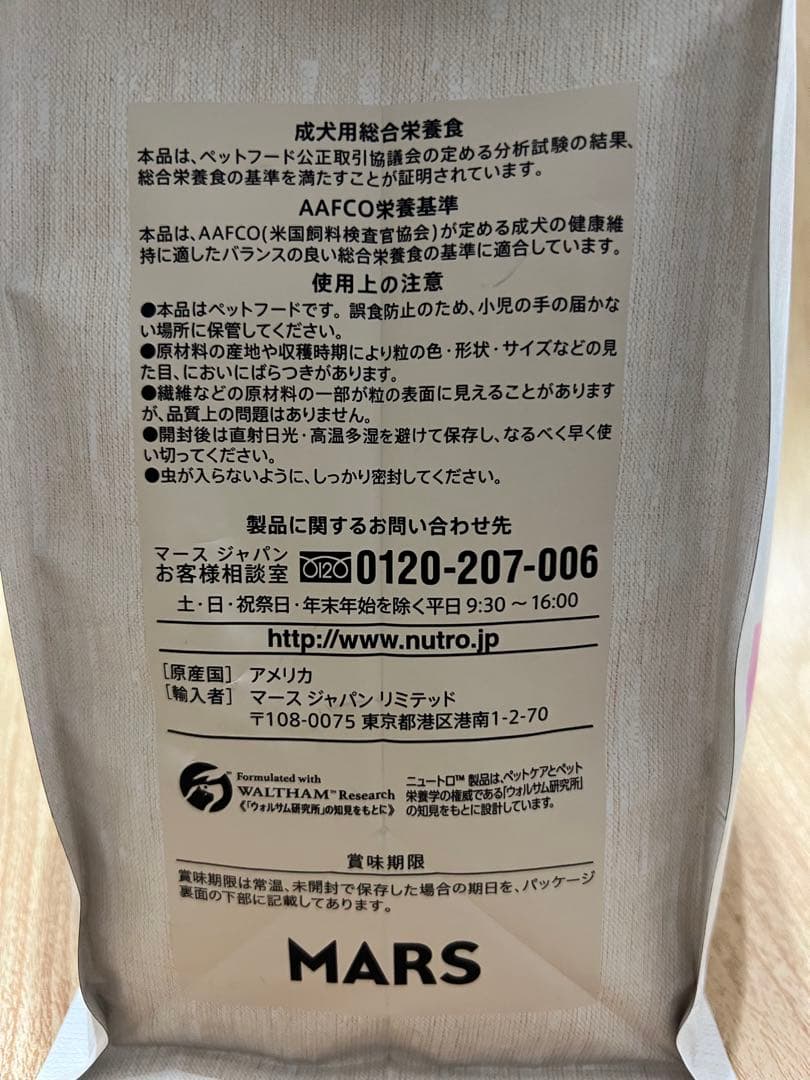 成犬用総合栄養食
本品は、ペットフード公正取引協議会の定める分析試験の結果、
総合栄養食の基準を満たすことが証明されています。
AAFCO栄養基準
本品は、AAFCO(米国飼料検査官協会)が定める成犬の健康維
持に適したバランスの良い総合栄養食の基準に適合しています。
使用上の注意
●本品はペットフードです。誤食防止のため、小児の手の届かな
い場所に保管してください。
●原材料の産地や収穫時期により粒の色・形状・サイズなどの見
た目、においにばらつきがあります。
●繊維などの原材料の一部が粒の表面に見えることがあります
が、品質上の問題はありません。
●開封後は直射日光・高温多湿を避けて保存し、なるべく早く使
い切ってください。
●虫が入らないように、しっかり密封してください。
製品に関するお問い合わせ先
マース ジャパン
お客様相談室 0120 0120-207-006
土・日・祝祭日・年末年始を除く平日 9:30 ～ 16:00
http://www.nutro.jp
[原産国] アメリカ
[輸入者] マース ジャパン リミテッド
〒108-0075 東京都港区港南1-2-70
Formulated with
WALTHAM™ Research
《「ウォルサム研究所」の知見をもとに》
ニュートロ™ 製品は、ペットケアとペット
栄養学の権威である「ウォルサム研究所」
の知見をもとに設計しています。
賞味期限
賞味期限は常温、未開封で保存した場合の期日を、パッケージ
裏面の下部に記載してあります。
MARS